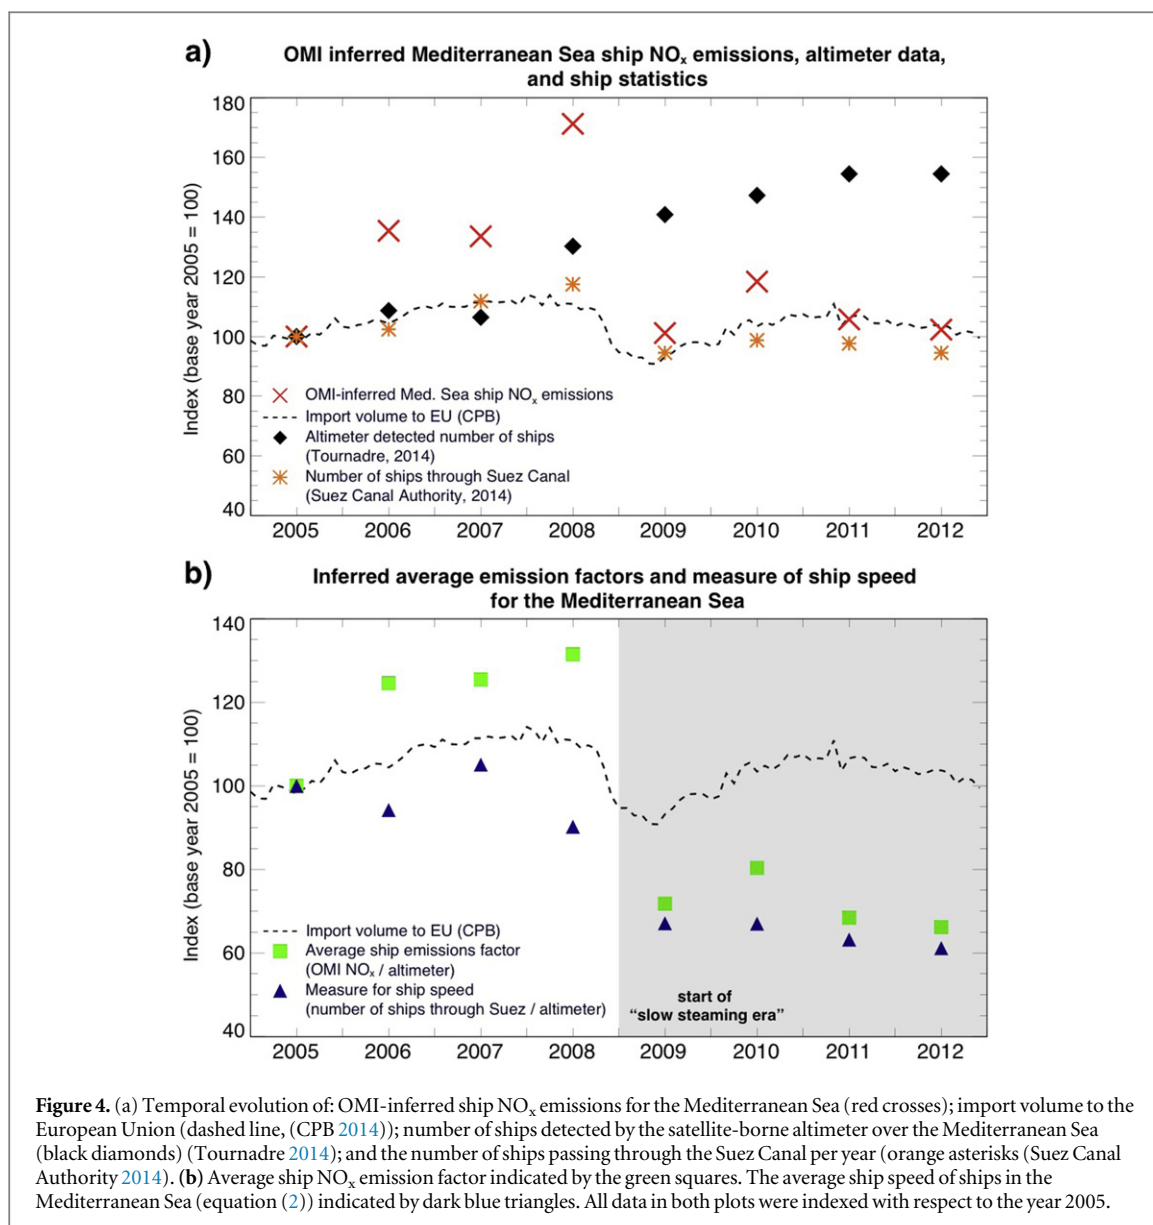 a)
OMI inferred Mediterranean Sea ship NOx emissions, altimeter data,
and ship statistics
180
160
140
120
100
80
60
40
Index (base year 2005 = 100)
OMI-inferred Med. Sea ship NOx emissions
Import volume to EU (CPB)
Altimeter detected number of ships
(Tournadre, 2014)
Number of ships through Suez Canal
(Suez Canal Authority, 2014)
2005 2006 2007 2008 2009 2010 2011 2012
b)
Inferred average emission factors and measure of ship speed
for the Mediterranean Sea
140
120
100
80
60
40
Index (base year 2005 = 100)
Import volume to EU (CPB)
Average ship emissions factor
(OMI NOx / altimeter)
Measure for ship speed
(number of ships through Suez / altimeter)
start of
“slow steaming era”
2005 2006 2007 2008 2009 2010 2011 2012
Figure 4. (a) Temporal evolution of: OMI-inferred ship NOx emissions for the Mediterranean Sea (red crosses); import volume to the
European Union (dashed line, (CPB 2014)); number of ships detected by the satellite-borne altimeter over the Mediterranean Sea
(black diamonds) (Tournadre 2014); and the number of ships passing through the Suez Canal per year (orange asterisks (Suez Canal
Authority 2014). (b) Average ship NOx emission factor indicated by the green squares. The average ship speed of ships in the
Mediterranean Sea (equation (2)) indicated by dark blue triangles. All data in both plots were indexed with respect to the year 2005.